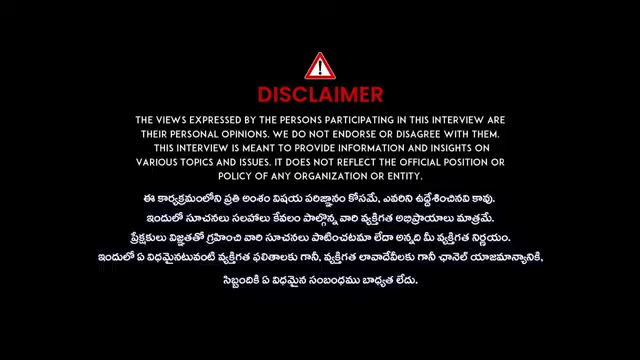 DISCLAIMER
THE VIEWS EXPRESSED BY THE PERSONS PARTICIPATING IN THIS INTERVIEW ARE
THEIR PERSONAL OPINIONS. WE DO NOT ENDORSE OR DISAGREE WITH THEM.
THIS INTERVIEW IS MEANT TO PROVIDE INFORMATION AND INSIGHTS ON
VARIOUS TOPICS AND ISSUES. IT DOES NOT REFLECT THE OFFICIAL POSITION OR
POLICY OF ANY ORGANIZATION OR ENTITY.
ఈ కార్యక్రమంలోని ప్రతి అంశం విషయ పరిజ్ఞానం కోసమే, ఎవరిని ఉద్దేశించినవి కావు.
ఇందులో సూచనలు సలహాలు కేవలం పాల్గొన్న వారి వ్యక్తిగత అభిప్రాయాలు మాత్రమే.
ప్రేక్షకులు విజ్ఞతతో గ్రహించి వారి సూచనలు పాటించటమా లేదా అన్నది మీ వ్యక్తిగత నిర్ణయం.
ఇందులో ఏ విధమైనటువంటి వ్యక్తిగత ఫలితాలకు గానీ, వ్యక్తిగత లావాదేవీలకు గానీ ఛానెల్ యాజమాన్యానికి,
సిబ్బందికి ఏ విధమైన సంబంధము బాధ్యత లేదు.